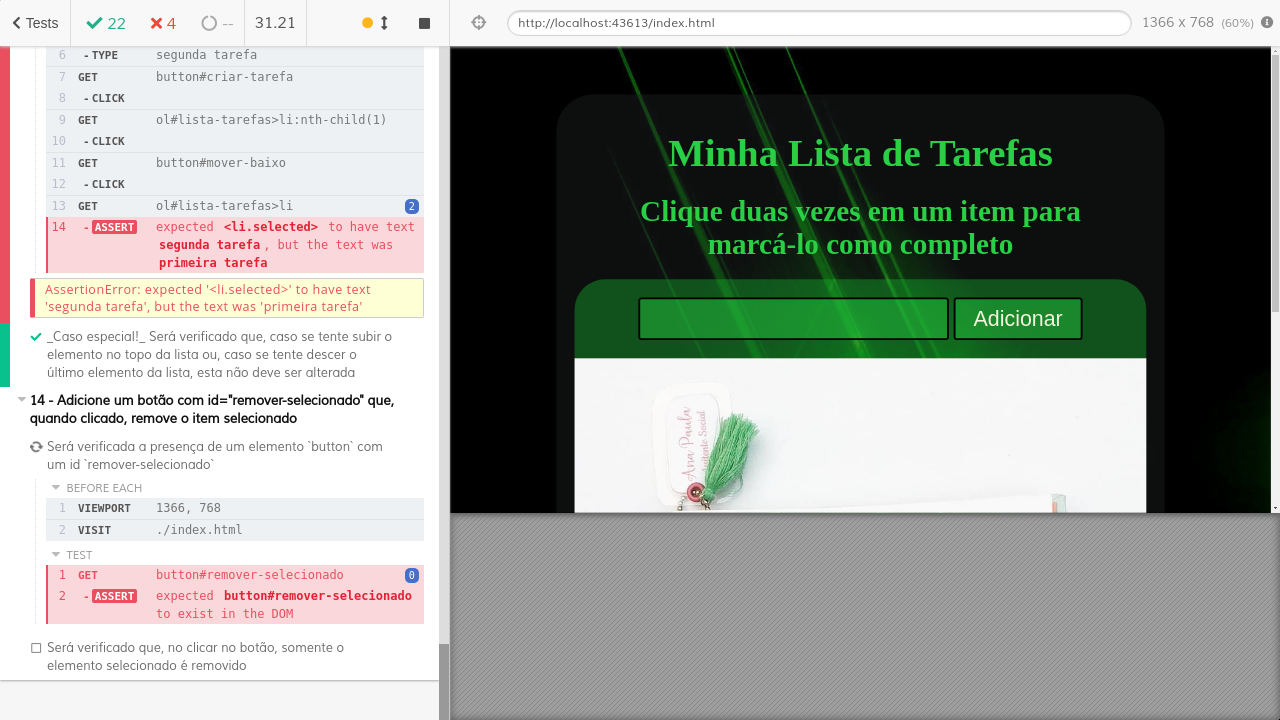 Tests 22 4 -- 31.21
http://localhost:43613/index.html 1366 x 768 (60%)
6 - TYPE segunda tarefa
7 GET button#criar-tarefa
8 - CLICK
9 GET ol#lista-tarefas>li:nth-child(1)
10 - CLICK
11 GET button#mover-baixo
12 - CLICK
13 GET ol#lista-tarefas>li 2
14 - ASSERT expected <li.selected> to have text
segunda tarefa, but the text was
primeira tarefa
AssertionError: expected '<li.selected>' to have text
'segunda tarefa', but the text was 'primeira tarefa'
_Caso especial!_ Será verificado que, caso se tente subir o
elemento no topo da lista ou, caso se tente descer o
último elemento da lista, esta não deve ser alterada
14 - Adicione um botão com id="remover-selecionado" que,
quando clicado, remove o item selecionado
Será verificada a presença de um elemento `button` com
um id `remover-selecionado`
BEFORE EACH
1 VIEWPORT 1366, 768
2 VISIT ./index.html
TEST
1 GET button#remover-selecionado 0
2 - ASSERT expected button#remover-selecionado
to exist in the DOM
Será verificado que, no clicar no botão, somente o
elemento selecionado é removido
Minha Lista de Tarefas
Clique duas vezes em um item para
marcá-lo como completo
Adicionar
Ana Paula